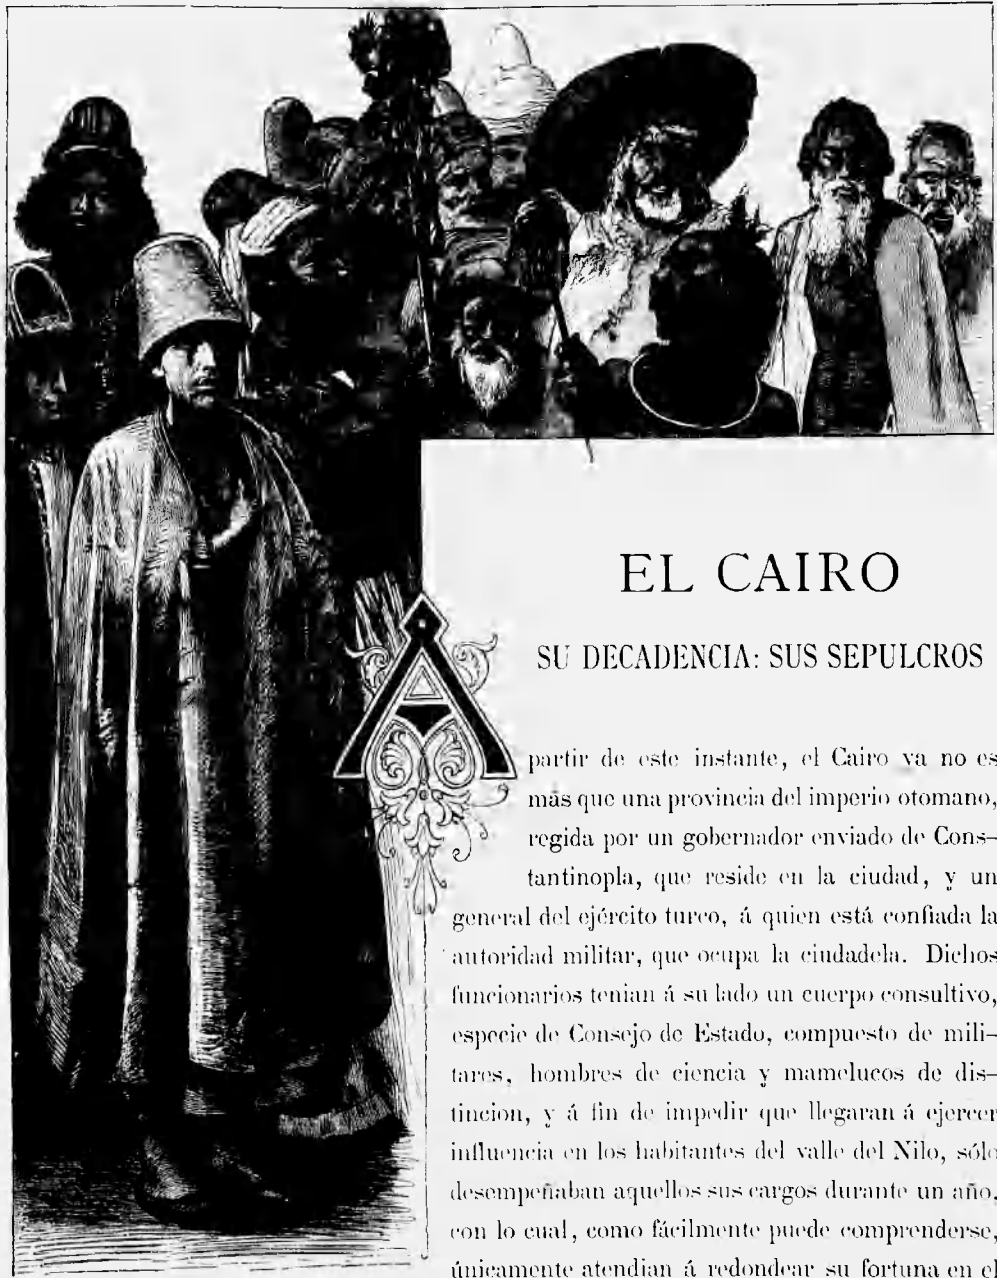 EL CAIRO
SU DECADENCIA: SUS SEPULCROS
A partir de este instante, el Cairo ya no es
más que una provincia del imperio otomano,
regida por un gobernador enviado de Cons-
tantinopla, que reside en la ciudad, y un
general del ejército turco, á quien está confiada la
autoridad militar, que ocupa la ciudadela. Dichos
funcionarios tenian á su lado un cuerpo consultivo,
especie de Consejo de Estado, compuesto de mili-
tares, hombres de ciencia y mamelucos de dis-
tincion, y á fin de impedir que llegaran á ejercer
influencia en los habitantes del valle del Nilo, sólo
desempeñaban aquellos sus cargos durante un año,
con lo cual, como fácilmente puede comprenderse,
únicamente atendian á redondear su fortuna en el